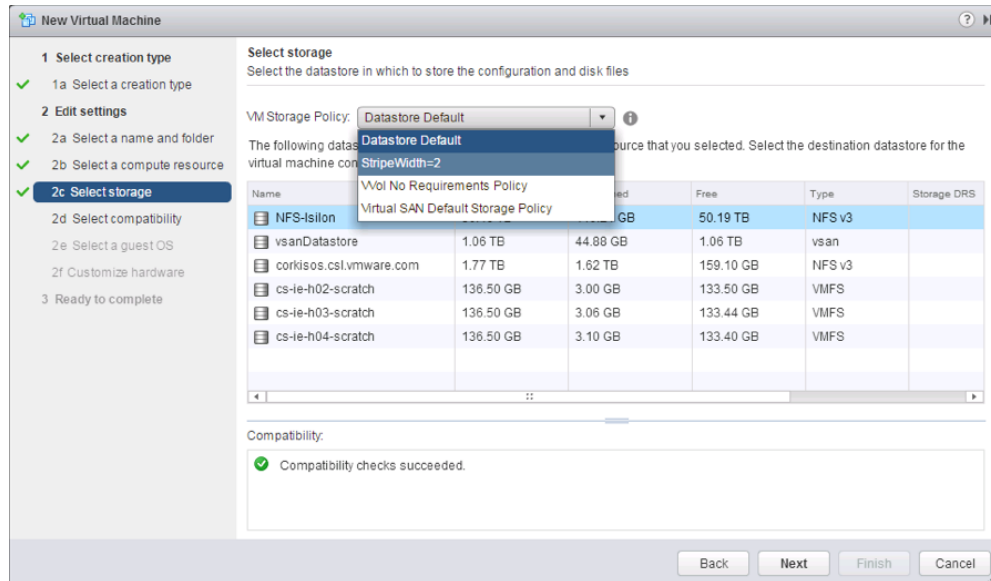 New Virtual Machine
?
1 Select creation type
1a Select a creation type
2 Edit settings
2a Select a name and folder
2b Select a compute resource
2c Select storage
2d Select compatibility
2e Select a guest OS
2f Customize hardware
3 Ready to complete
Select storage
Select the datastore in which to store the configuration and disk files
VM Storage Policy: Datastore Default
Datastore Default
StripeWidth=2
VVol No Requirements Policy
Virtual SAN Default Storage Policy
The following datas urce that you selected. Select the destination datastore for the
virtual machine con
Name Free Type Storage DRS
NFS-Isilon GB 50.19 TB NFS v3
vsanDatastore 1.06 TB 44.88 GB 1.06 TB vsan
corkisos.csl.vmware.com 1.77 TB 1.62 TB 159.10 GB NFS v3
cs-ie-h02-scratch 136.50 GB 3.00 GB 133.50 GB VMFS
cs-ie-h03-scratch 136.50 GB 3.06 GB 133.44 GB VMFS
cs-ie-h04-scratch 136.50 GB 3.10 GB 133.40 GB VMFS
Compatibility:
Compatibility checks succeeded.
Back Next Finish Cancel